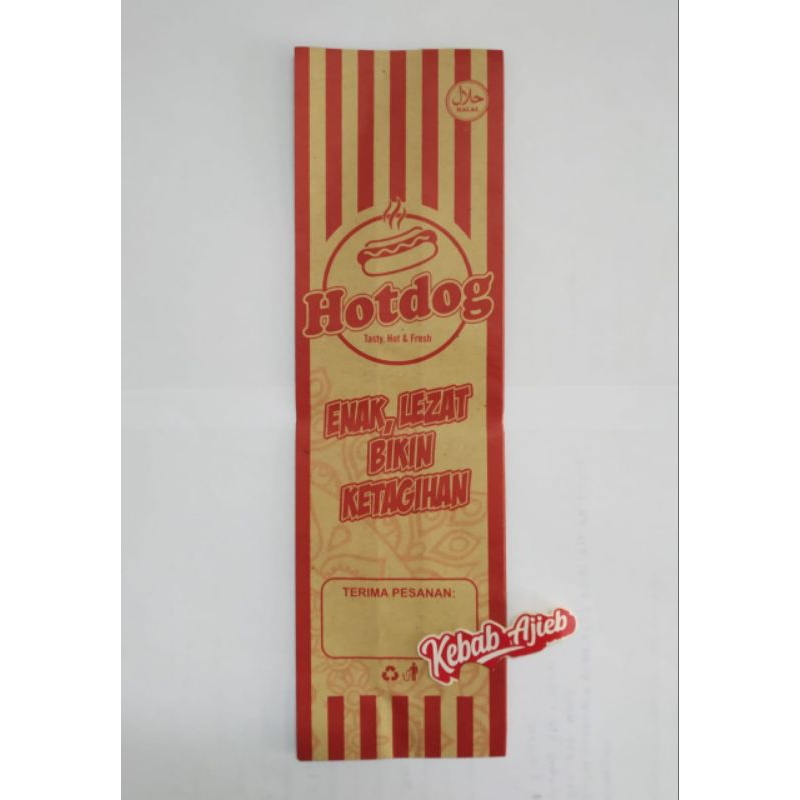 حلال
HALAL
Hotdog
Tasty, Hot & Fresh
ENAK, LEZAT
BIKIN
KETAGIHAN
TERIMA PESANAN:
Kebab Ajieb